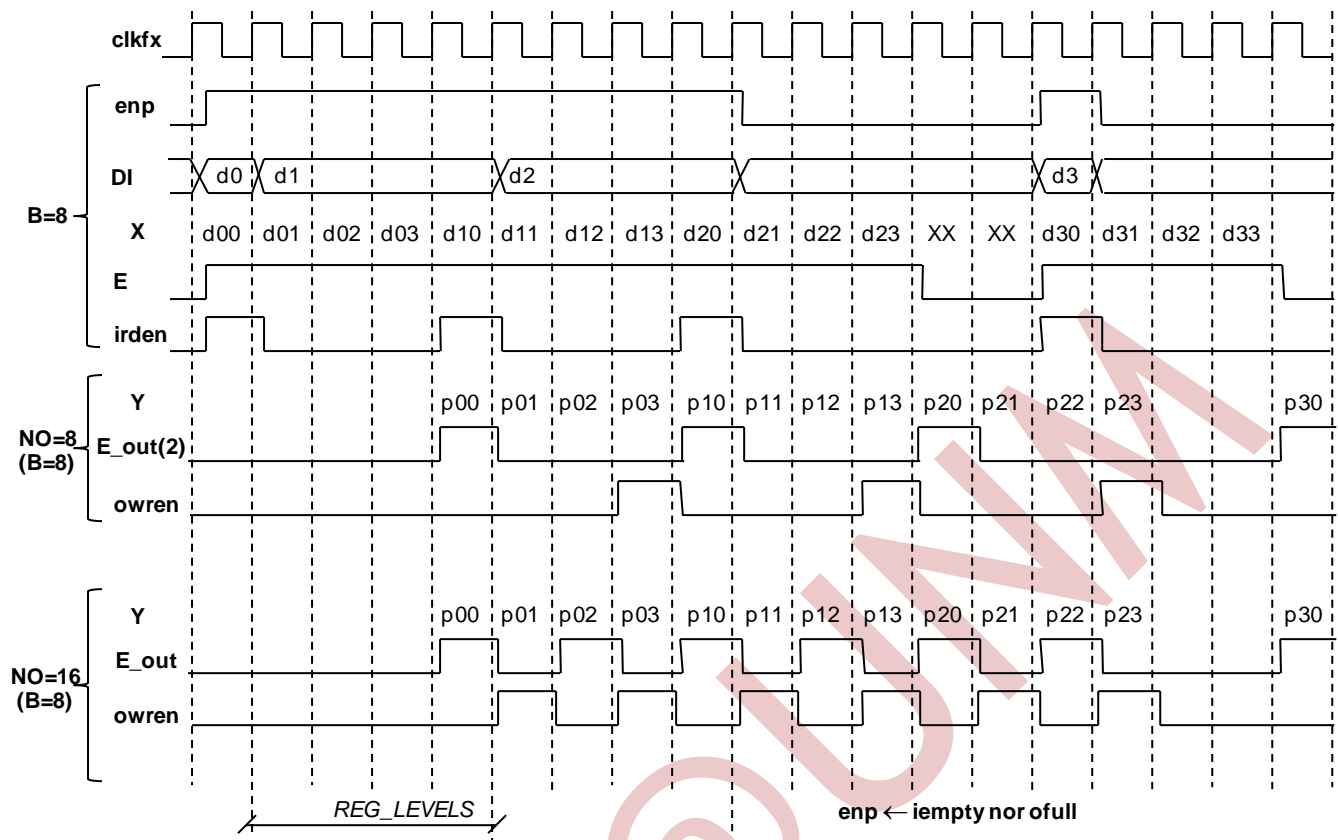 clkfx
enp
DI d0 d1 d2 d3
B=8
X d00 d01 d02 d03 d10 d11 d12 d13 d20 d21 d22 d23 XX XX d30 d31 d32 d33
E
irden
Y p00 p01 p02 p03 p10 p11 p12 p13 p20 p21 p22 p23 p30
NO=8
(B=8)
E_out(2)
owren
Y p00 p01 p02 p03 p10 p11 p12 p13 p20 p21 p22 p23 p30
E_out
NO=16
(B=8)
owren
REG_LEVELS
enp ← iempty nor ofull
@UNM